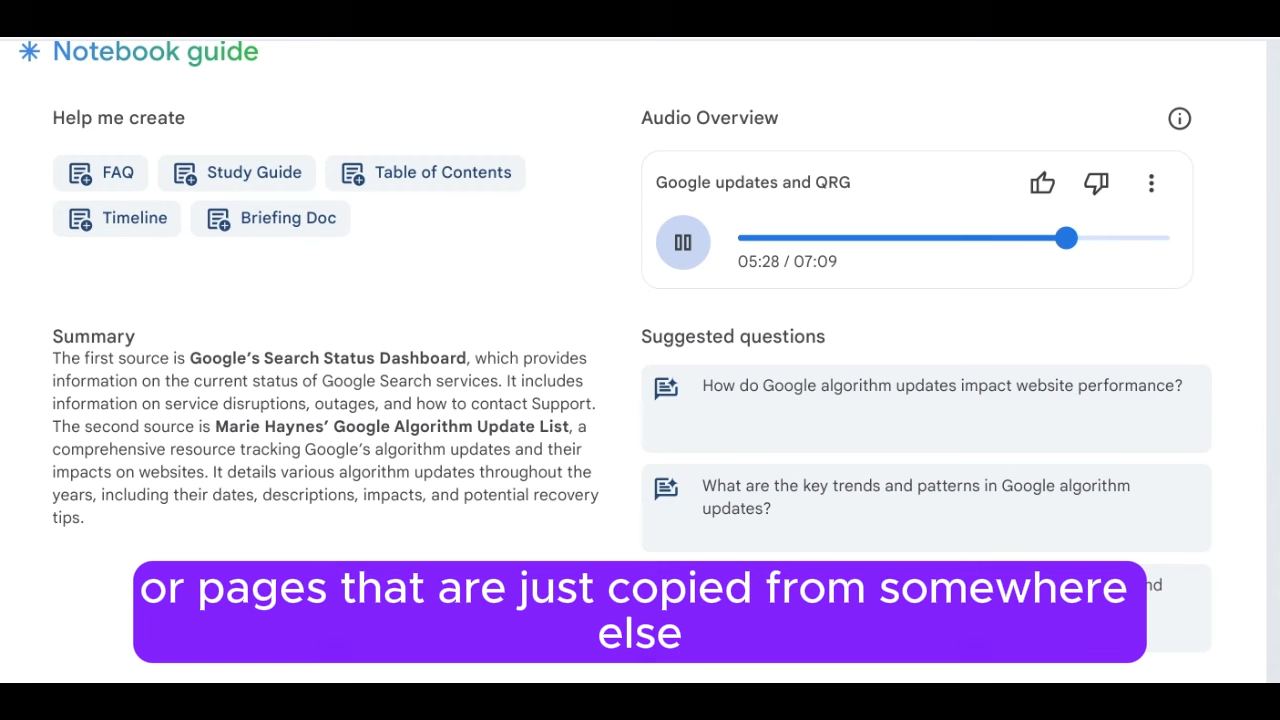 Notebook guide
Help me create
FAQ
Study Guide
Table of Contents
Timeline
Briefing Doc
Audio Overview
Google updates and QRG
05:28 / 07:09
Summary
The first source is Google's Search Status Dashboard, which provides
information on the current status of Google Search services. It includes
information on service disruptions, outages, and how to contact Support.
The second source is Marie Haynes' Google Algorithm Update List, a
comprehensive resource tracking Google's algorithm updates and their
impacts on websites. It details various algorithm updates throughout the
years, including their dates, descriptions, impacts, and potential recovery
tips.
Suggested questions
How do Google algorithm updates impact website performance?
What are the key trends and patterns in Google algorithm
updates?
or pages that are just copied from somewhere
else